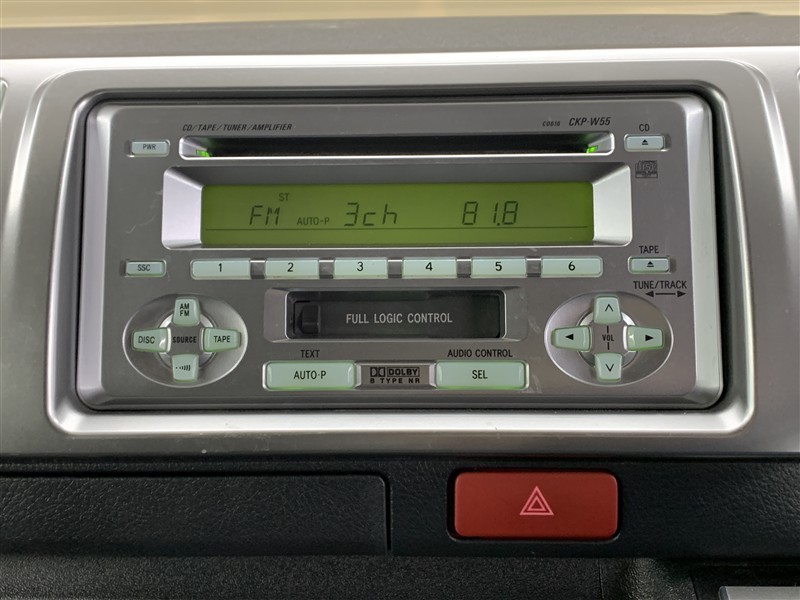 CD/TAPE/TUNER/AMPLIFIER
CKP-W55
CD
PWR
ST
FM AUTO-P 3ch 81.8
SSC
1 2 3 4 5 6
TAPE
TUNE/TRACK
AM
FM
DISC SOURCE TAPE
FULL LOGIC CONTROL
VOL
TEXT
AUTO·P
DOLBY
B TYPE NR
AUDIO CONTROL
SEL